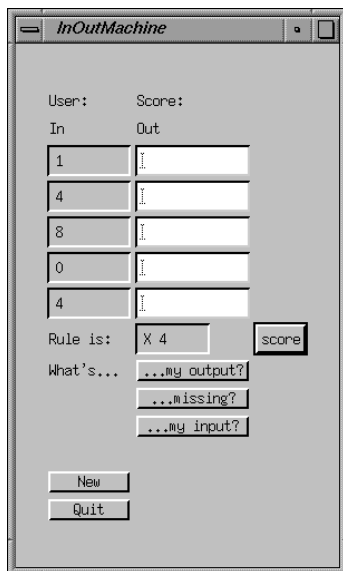 InOutMachine
User: Score:
In Out
1
4
8
0
4
Rule is: X 4 score
What's... ...my output?
...missing?
...my input?
New
Quit